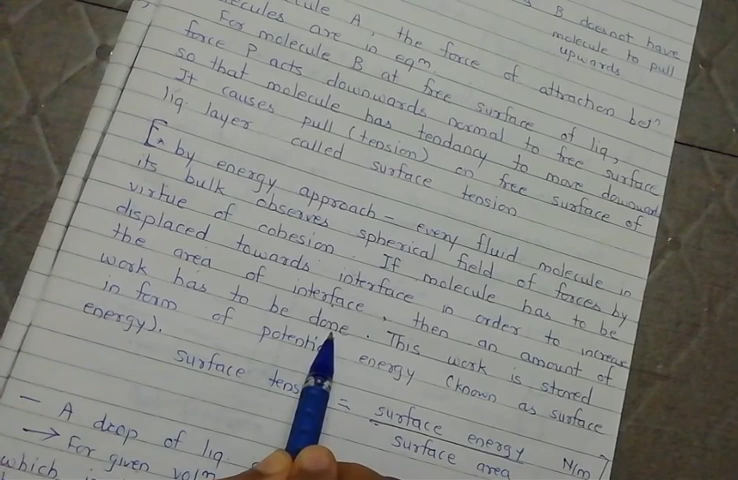 B doesnot have
molecule to pull
upwards
cule A, the force of attraction betn
ecules are in eqm.
For molecule B at free surface of liq,
force P acts downwards normal to free surface
so that molecule has tendancy to move downward
It causes pull (tension) on free surface of
liq. layer called surface tension
[* by energy approach - every fluid molecule in
its bulk observes spherical field of forces by
virtue of cohesion. If molecule has to be
displaced towards interface in order to increase
the area of interface, then an amount of
work has to be done. This work is stored
in form of potenti energy (known as surface
energy).
surface tens = surface energy N/m
surface area
- A drop of liq.
→ For given volm
which